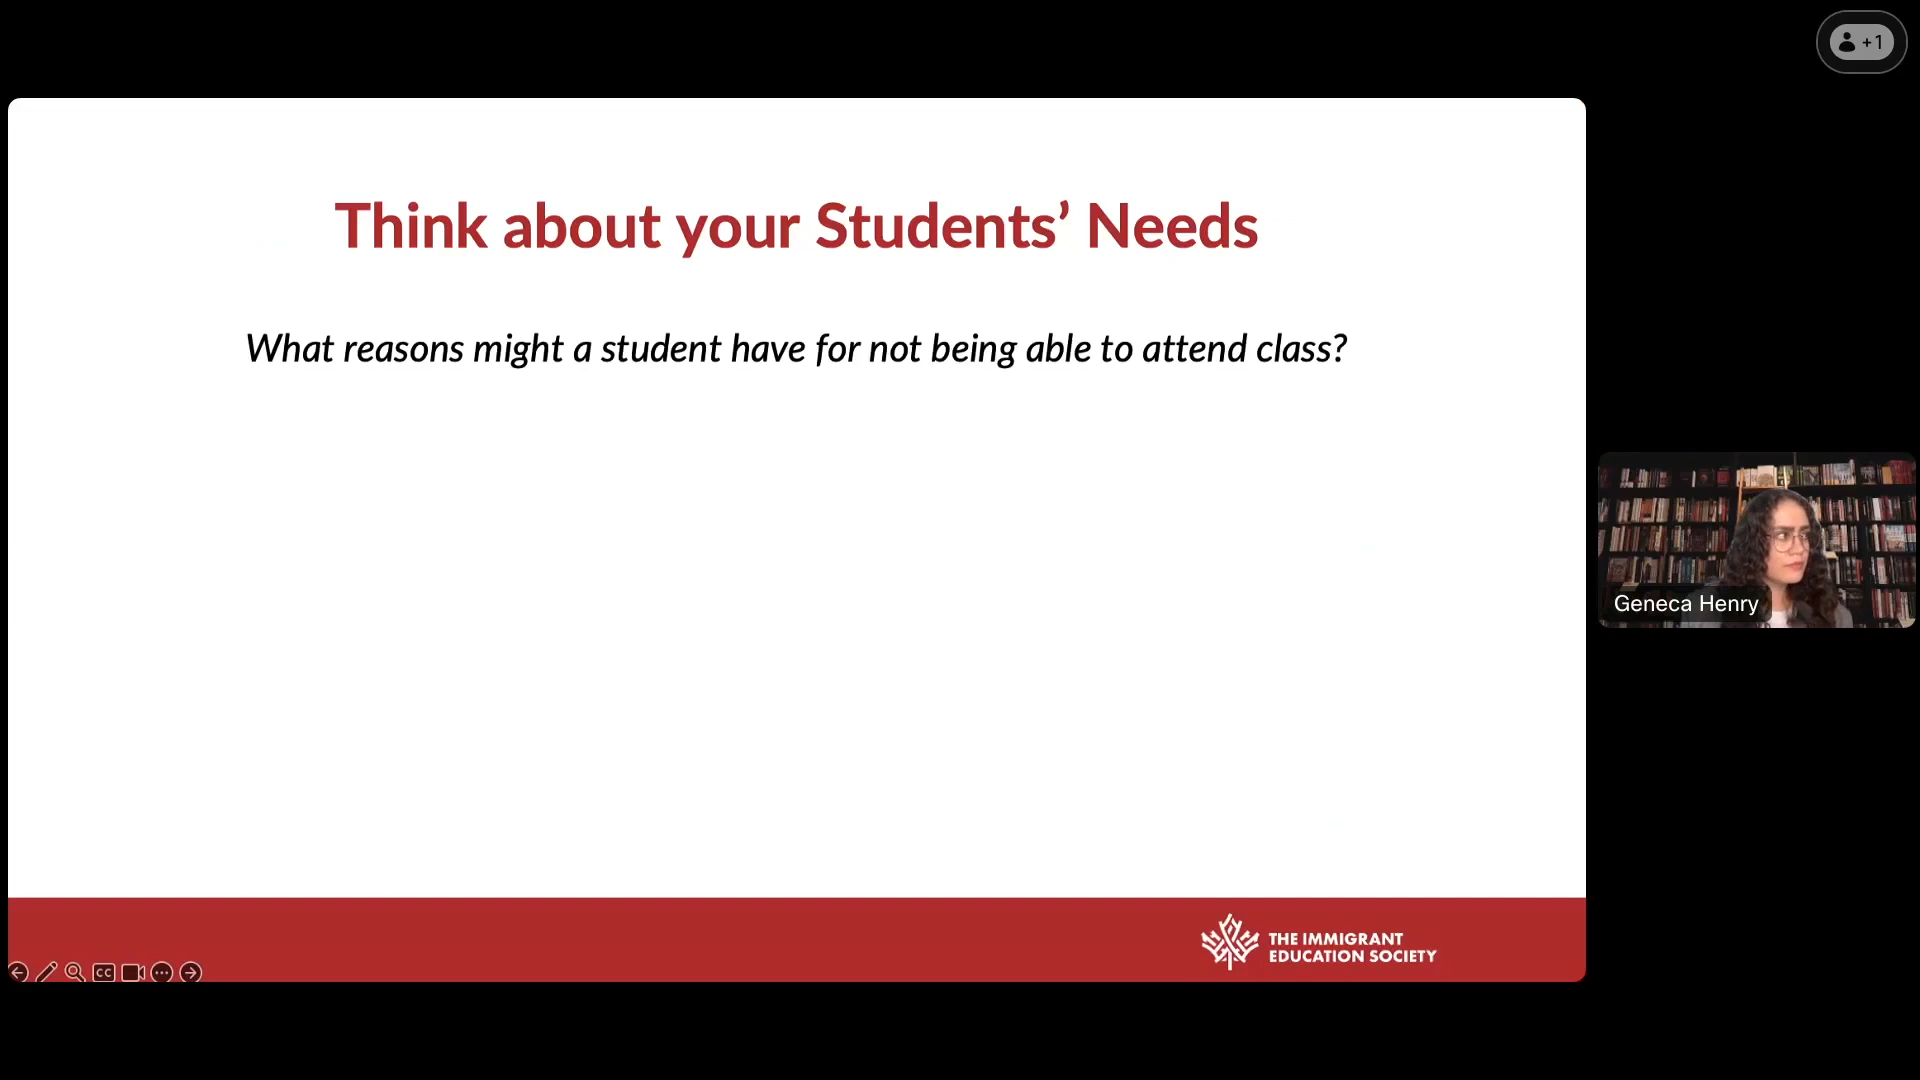 +1
Think about your Students’ Needs
What reasons might a student have for not being able to attend class?
Geneca Henry
THE IMMIGRANT
EDUCATION SOCIETY
CC